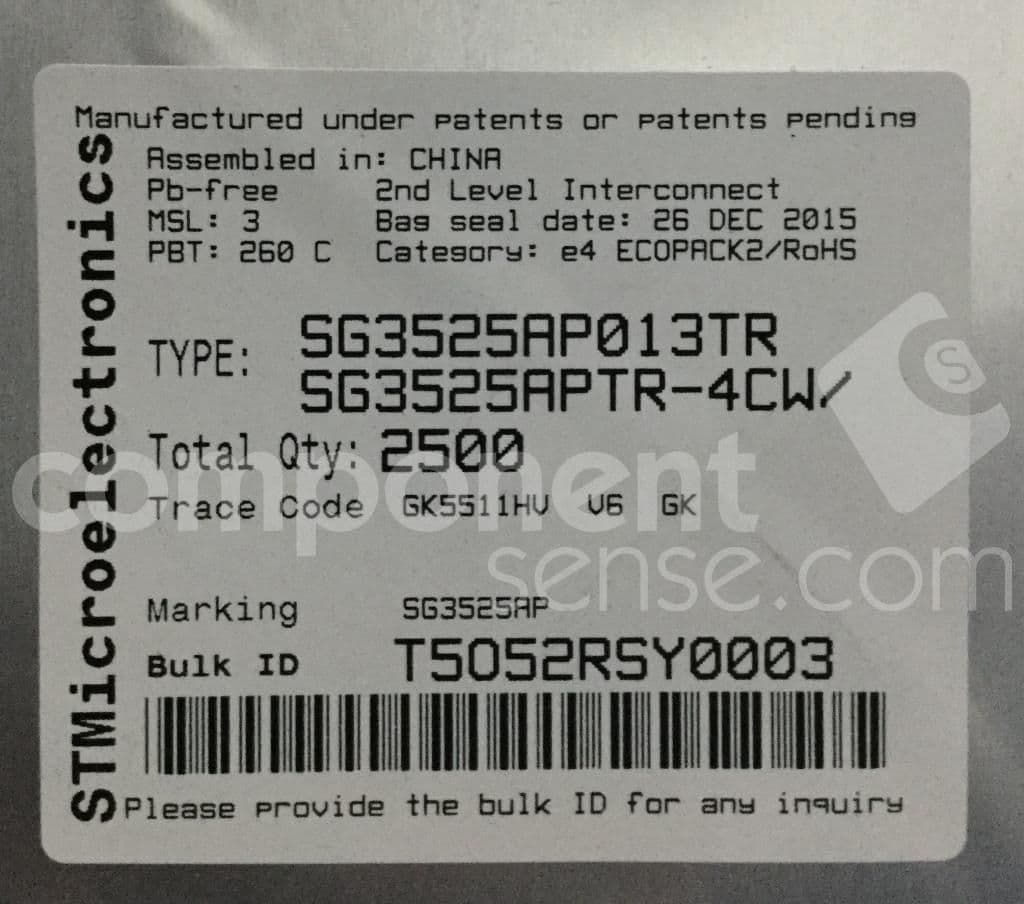 Manufactured under patents or patents pending
STMicroelectronics
Assembled in: CHINA
Pb-free 2nd Level Interconnect
MSL: 3 Bag seal date: 26 DEC 2015
PBT: 260 C Category: e4 ECOPACK2/RoHS
TYPE: SG3525AP013TR
SG3525APTR-4CW/
Total Qty: 2500
Trace Code GK5511HV V6 GK
Marking SG3525AP
Bulk ID T5052RSY0003
Please provide the bulk ID for any inquiry
CS
component
sense.com